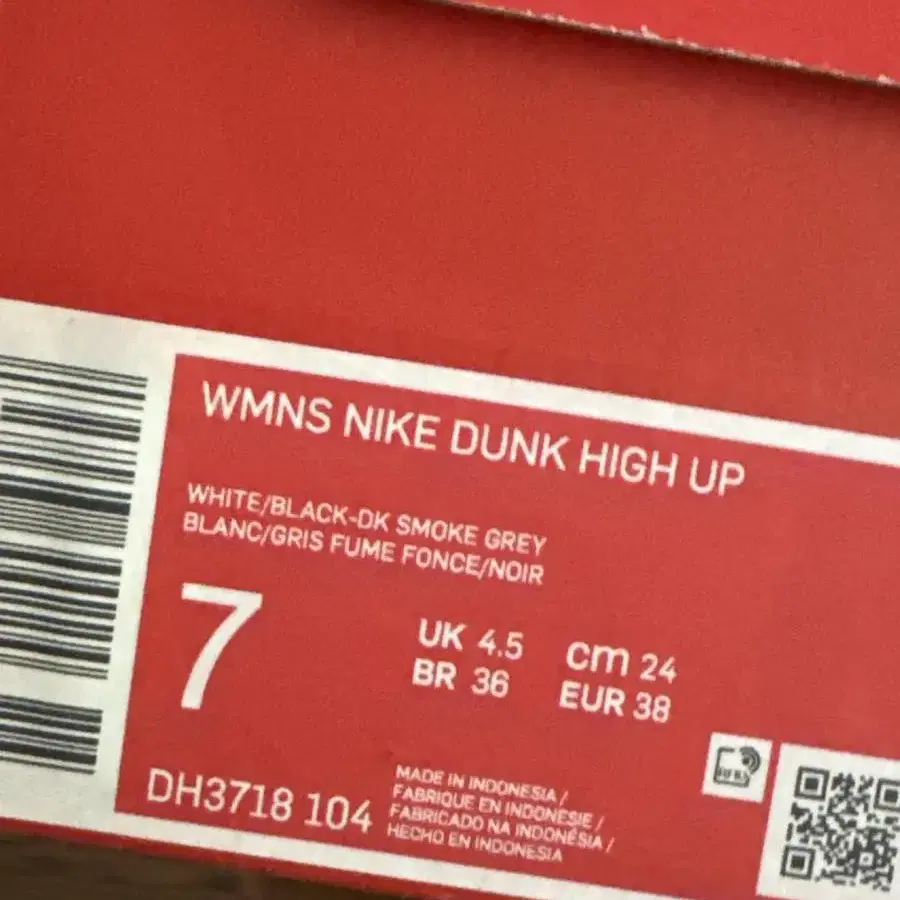 WMNS NIKE DUNK HIGH UP
WHITE/BLACK-DK SMOKE GREY
BLANC/GRIS FUME FONCE/NOIR
7
UK 4.5 cm 24
BR 36 EUR 38
DH3718 104
MADE IN INDONESIA /
FABRIQUE EN INDONESIE /
FABRICADO NA INDONÉSIA /
HECHO EN INDONESIA